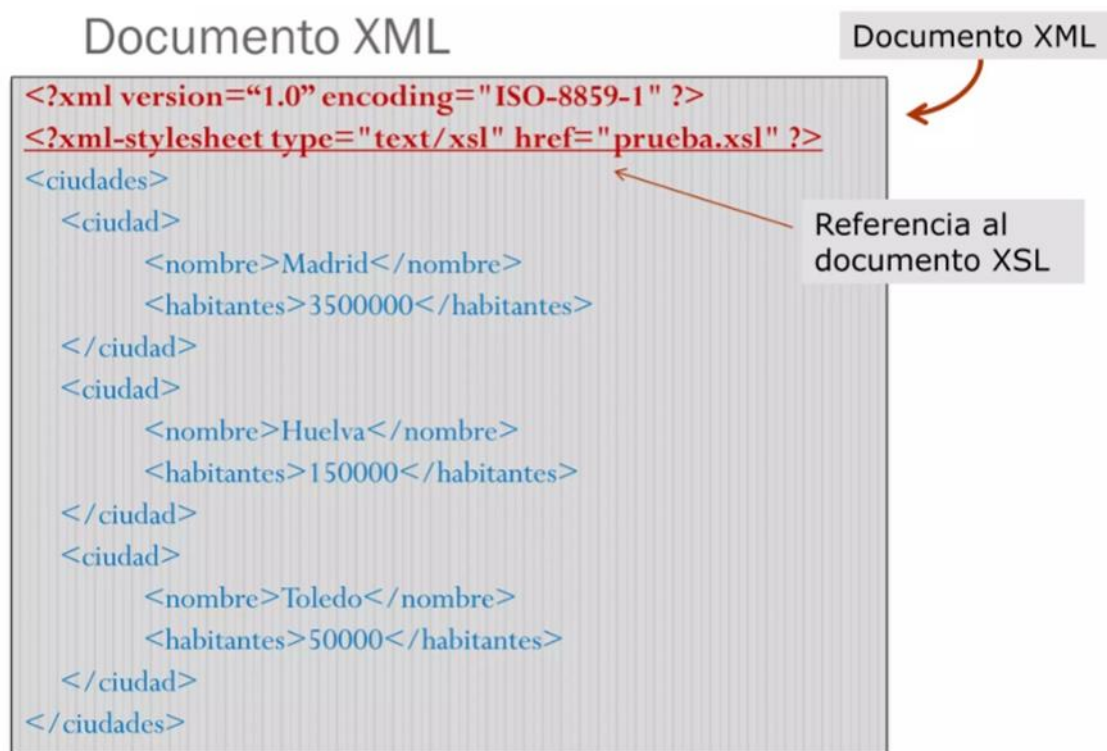 Documento XML
Documento XML
<?xml version=“1.0” encoding="ISO-8859-1" ?>
<?xml-stylesheet type="text/xsl" href="prueba.xsl" ?>
<ciudades>
<ciudad>
<nombre>Madrid</nombre>
<habitantes>3500000</habitantes>
</ciudad>
<ciudad>
<nombre>Huelva</nombre>
<habitantes>150000</habitantes>
</ciudad>
<ciudad>
<nombre>Toledo</nombre>
<habitantes>50000</habitantes>
</ciudad>
</ciudades>
Referencia al
documento XSL